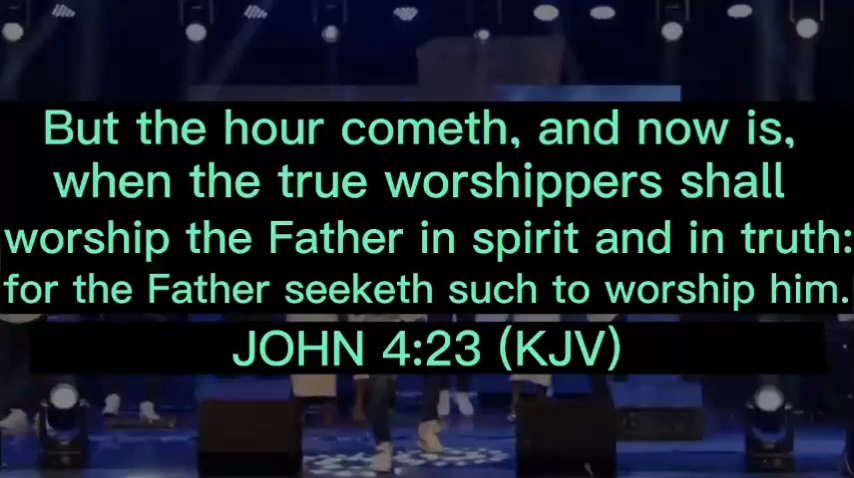 But the hour cometh, and now is,
when the true worshippers shall
worship the Father in spirit and in truth:
for the Father seeketh such to worship him.
JOHN 4:23 (KJV)